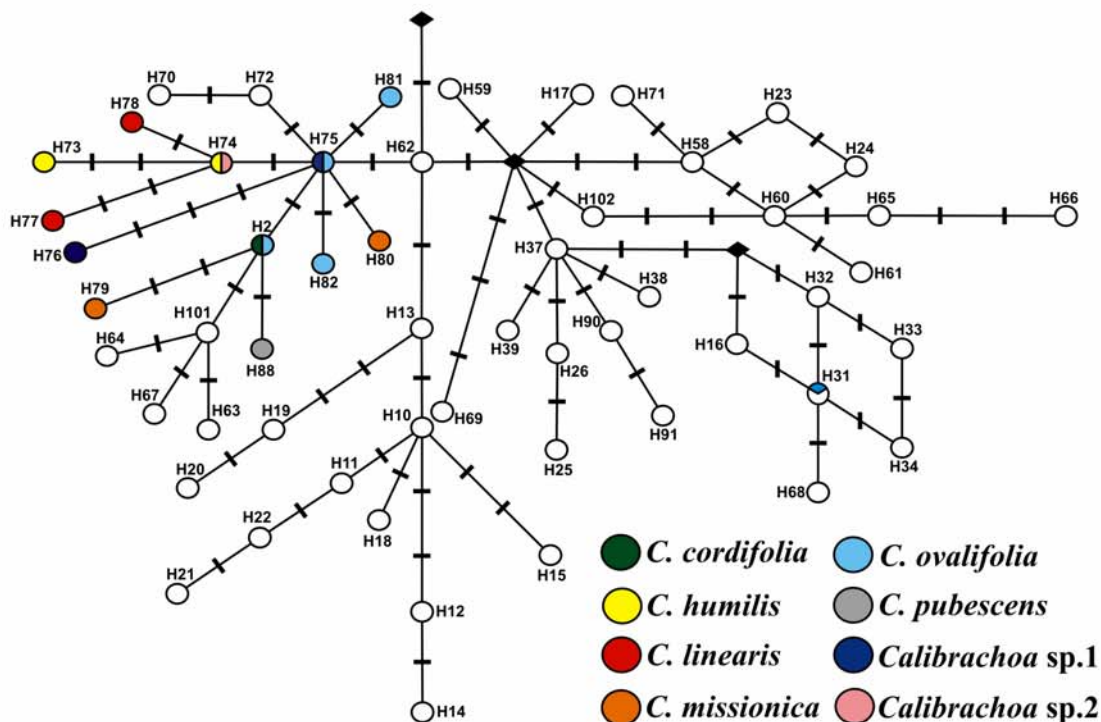 H70
H72
H81
H59
H17
H71
H23
H78
H73
H74
H75
H62
H58
H24
H102
H60
H65
H66
H77
H76
H2
H82
H80
H37
H61
H79
H101
H13
H38
H32
H64
H88
H39
H90
H26
H16
H33
H31
H67
H63
H19
H10
H69
H25
H91
H34
H20
H11
H68
H22
H18
H15
H21
H12
H14
C. cordifolia
C. ovalifolia
C. humilis
C. pubescens
C. linearis
Calibrachoa sp.1
C. missionica
Calibrachoa sp.2